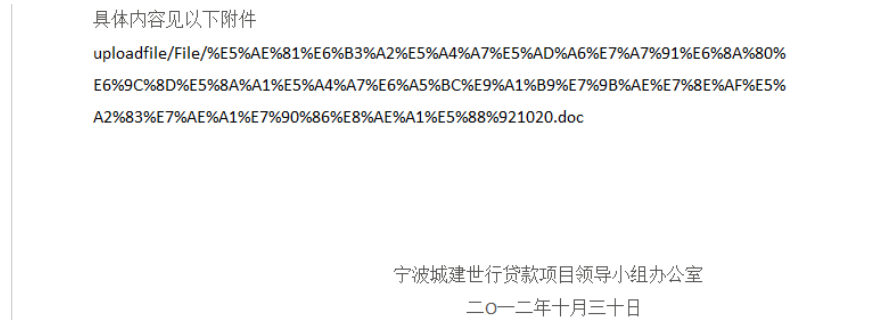 具体内容见以下附件
uploadfile/File/%E5%AE%81%E6%B3%A2%E5%A4%A7%E5%AD%A6%E7%A7%91%E6%8A%80%
E6%9C%8D%E5%8A%A1%E5%A4%A7%E6%A5%BC%E9%A1%B9%E7%9B%AE%E7%8E%AF%E5%
A2%83%E7%AE%A1%E7%90%86%E8%AE%A1%E5%88%921020.doc
宁波城建世行贷款项目领导小组办公室
二O一二年十月三十日